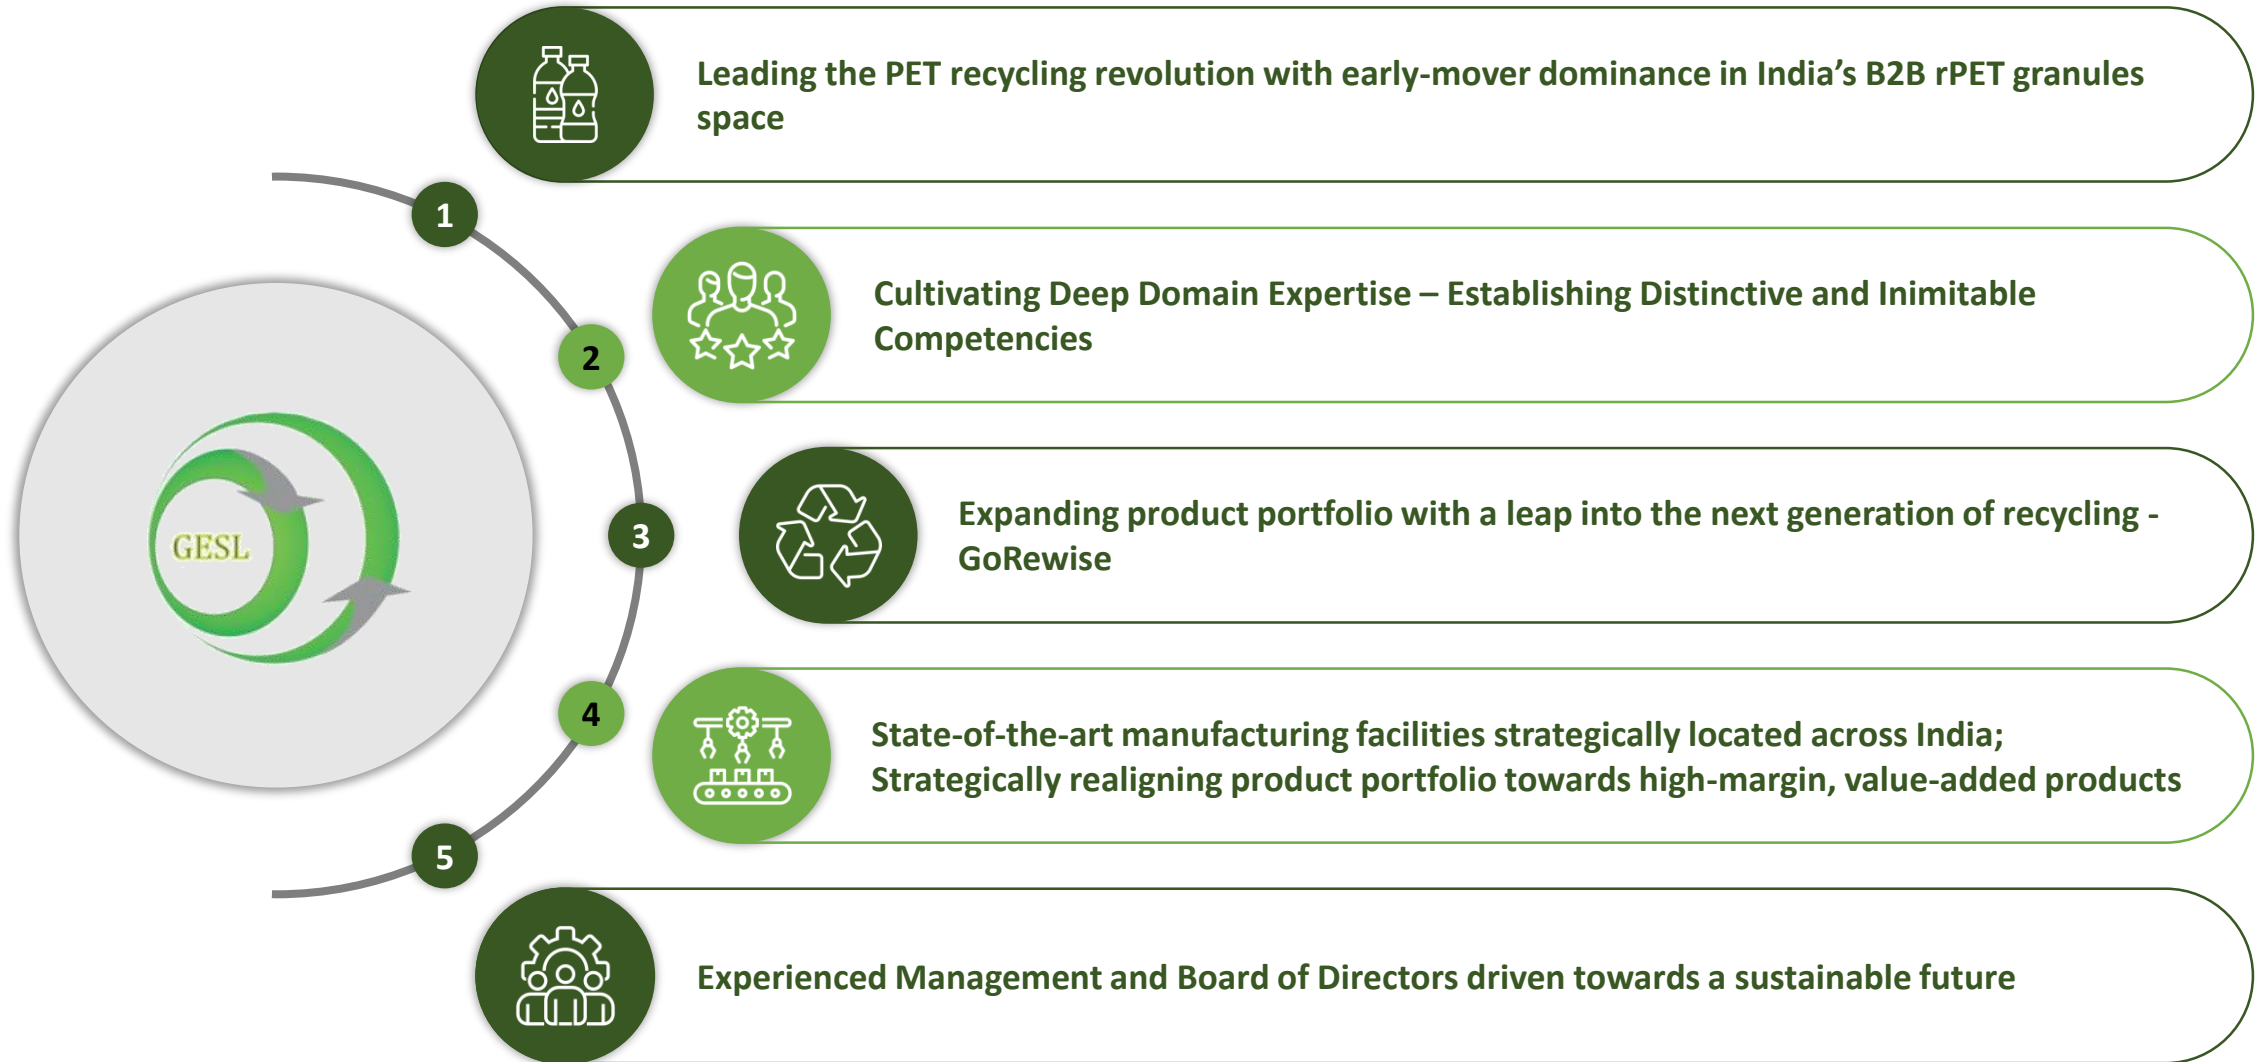 Leading the PET recycling revolution with early-mover dominance in India’s B2B rPET granules
space
1
Cultivating Deep Domain Expertise – Establishing Distinctive and Inimitable
Competencies
2
GESL
3
Expanding product portfolio with a leap into the next generation of recycling -
GoRewise
4
State-of-the-art manufacturing facilities strategically located across India;
Strategically realigning product portfolio towards high-margin, value-added products
5
Experienced Management and Board of Directors driven towards a sustainable future